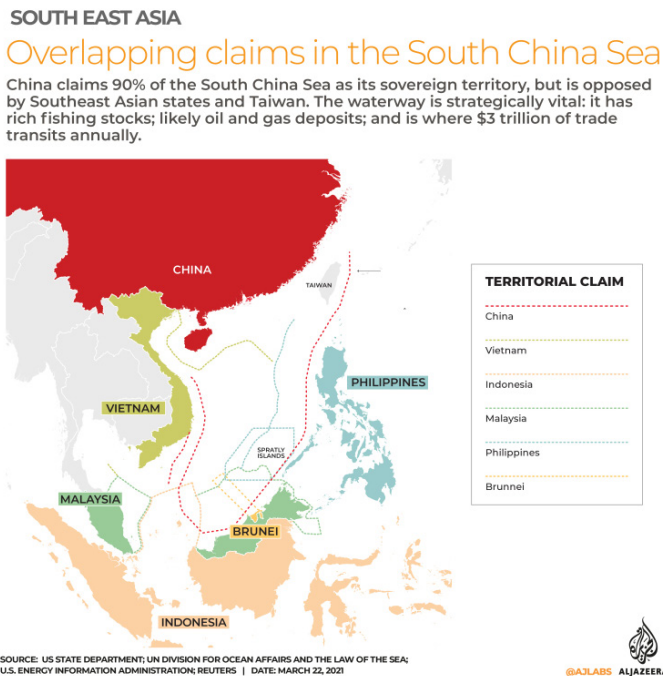 SOUTH EAST ASIA
Overlapping claims in the South China Sea
China claims 90% of the South China Sea as its sovereign territory, but is opposed
by Southeast Asian states and Taiwan. The waterway is strategically vital: it has
rich fishing stocks; likely oil and gas deposits; and is where $3 trillion of trade
transits annually.
CHINA
TAIWAN
PHILIPPINES
VIETNAM
SPRATLY
ISLANDS
MALAYSIA
BRUNEI
INDONESIA
TERRITORIAL CLAIM
China
Vietnam
Indonesia
Malaysia
Philippines
Brunnei
SOURCE: US STATE DEPARTMENT; UN DIVISION FOR OCEAN AFFAIRS AND THE LAW OF THE SEA;
U.S. ENERGY INFORMATION ADMINISTRATION; REUTERS | DATE: MARCH 22, 2021
@AJLABS ALJAZEERA